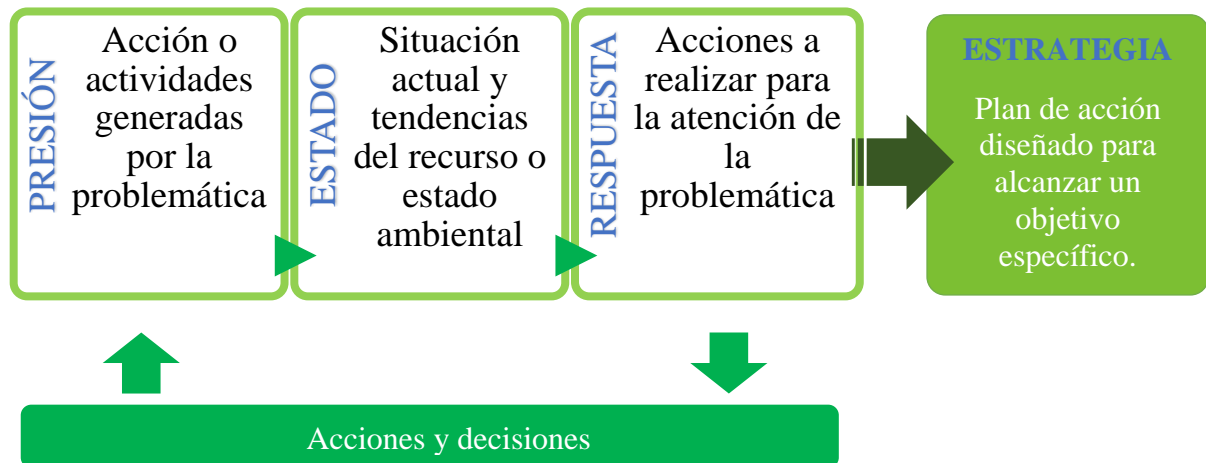 PRESIÓN
Acción o
actividades
generadas
por la
problemática
ESTADO
Situación
actual y
tendencias
del recurso o
estado
ambiental
RESPUESTA
Acciones a
realizar para
la atención de
la
problemática
ESTRATEGIA
Plan de acción
diseñado para
alcanzar un
objetivo
específico.
Acciones y decisiones